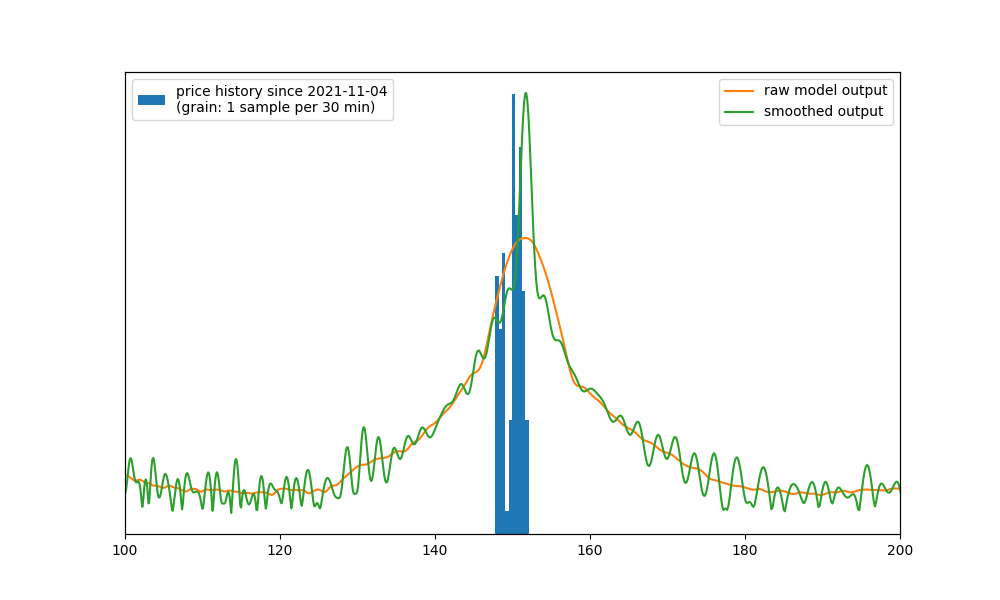 price history since 2021-11-04
(grain: 1 sample per 30 min)
raw model output
smoothed output
100 120 140 160 180 200